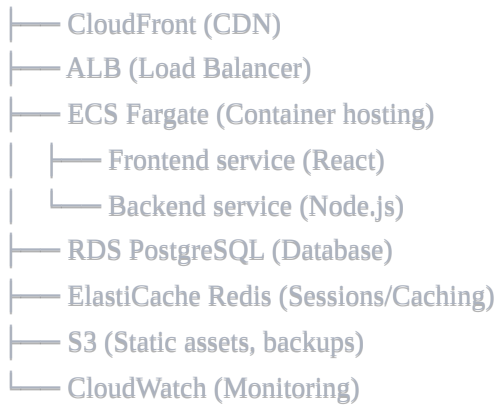 ├── CloudFront (CDN)
├── ALB (Load Balancer)
├── ECS Fargate (Container hosting)
│   ├── Frontend service (React)
│   └── Backend service (Node.js)
├── RDS PostgreSQL (Database)
├── ElastiCache Redis (Sessions/Caching)
├── S3 (Static assets, backups)
└── CloudWatch (Monitoring)